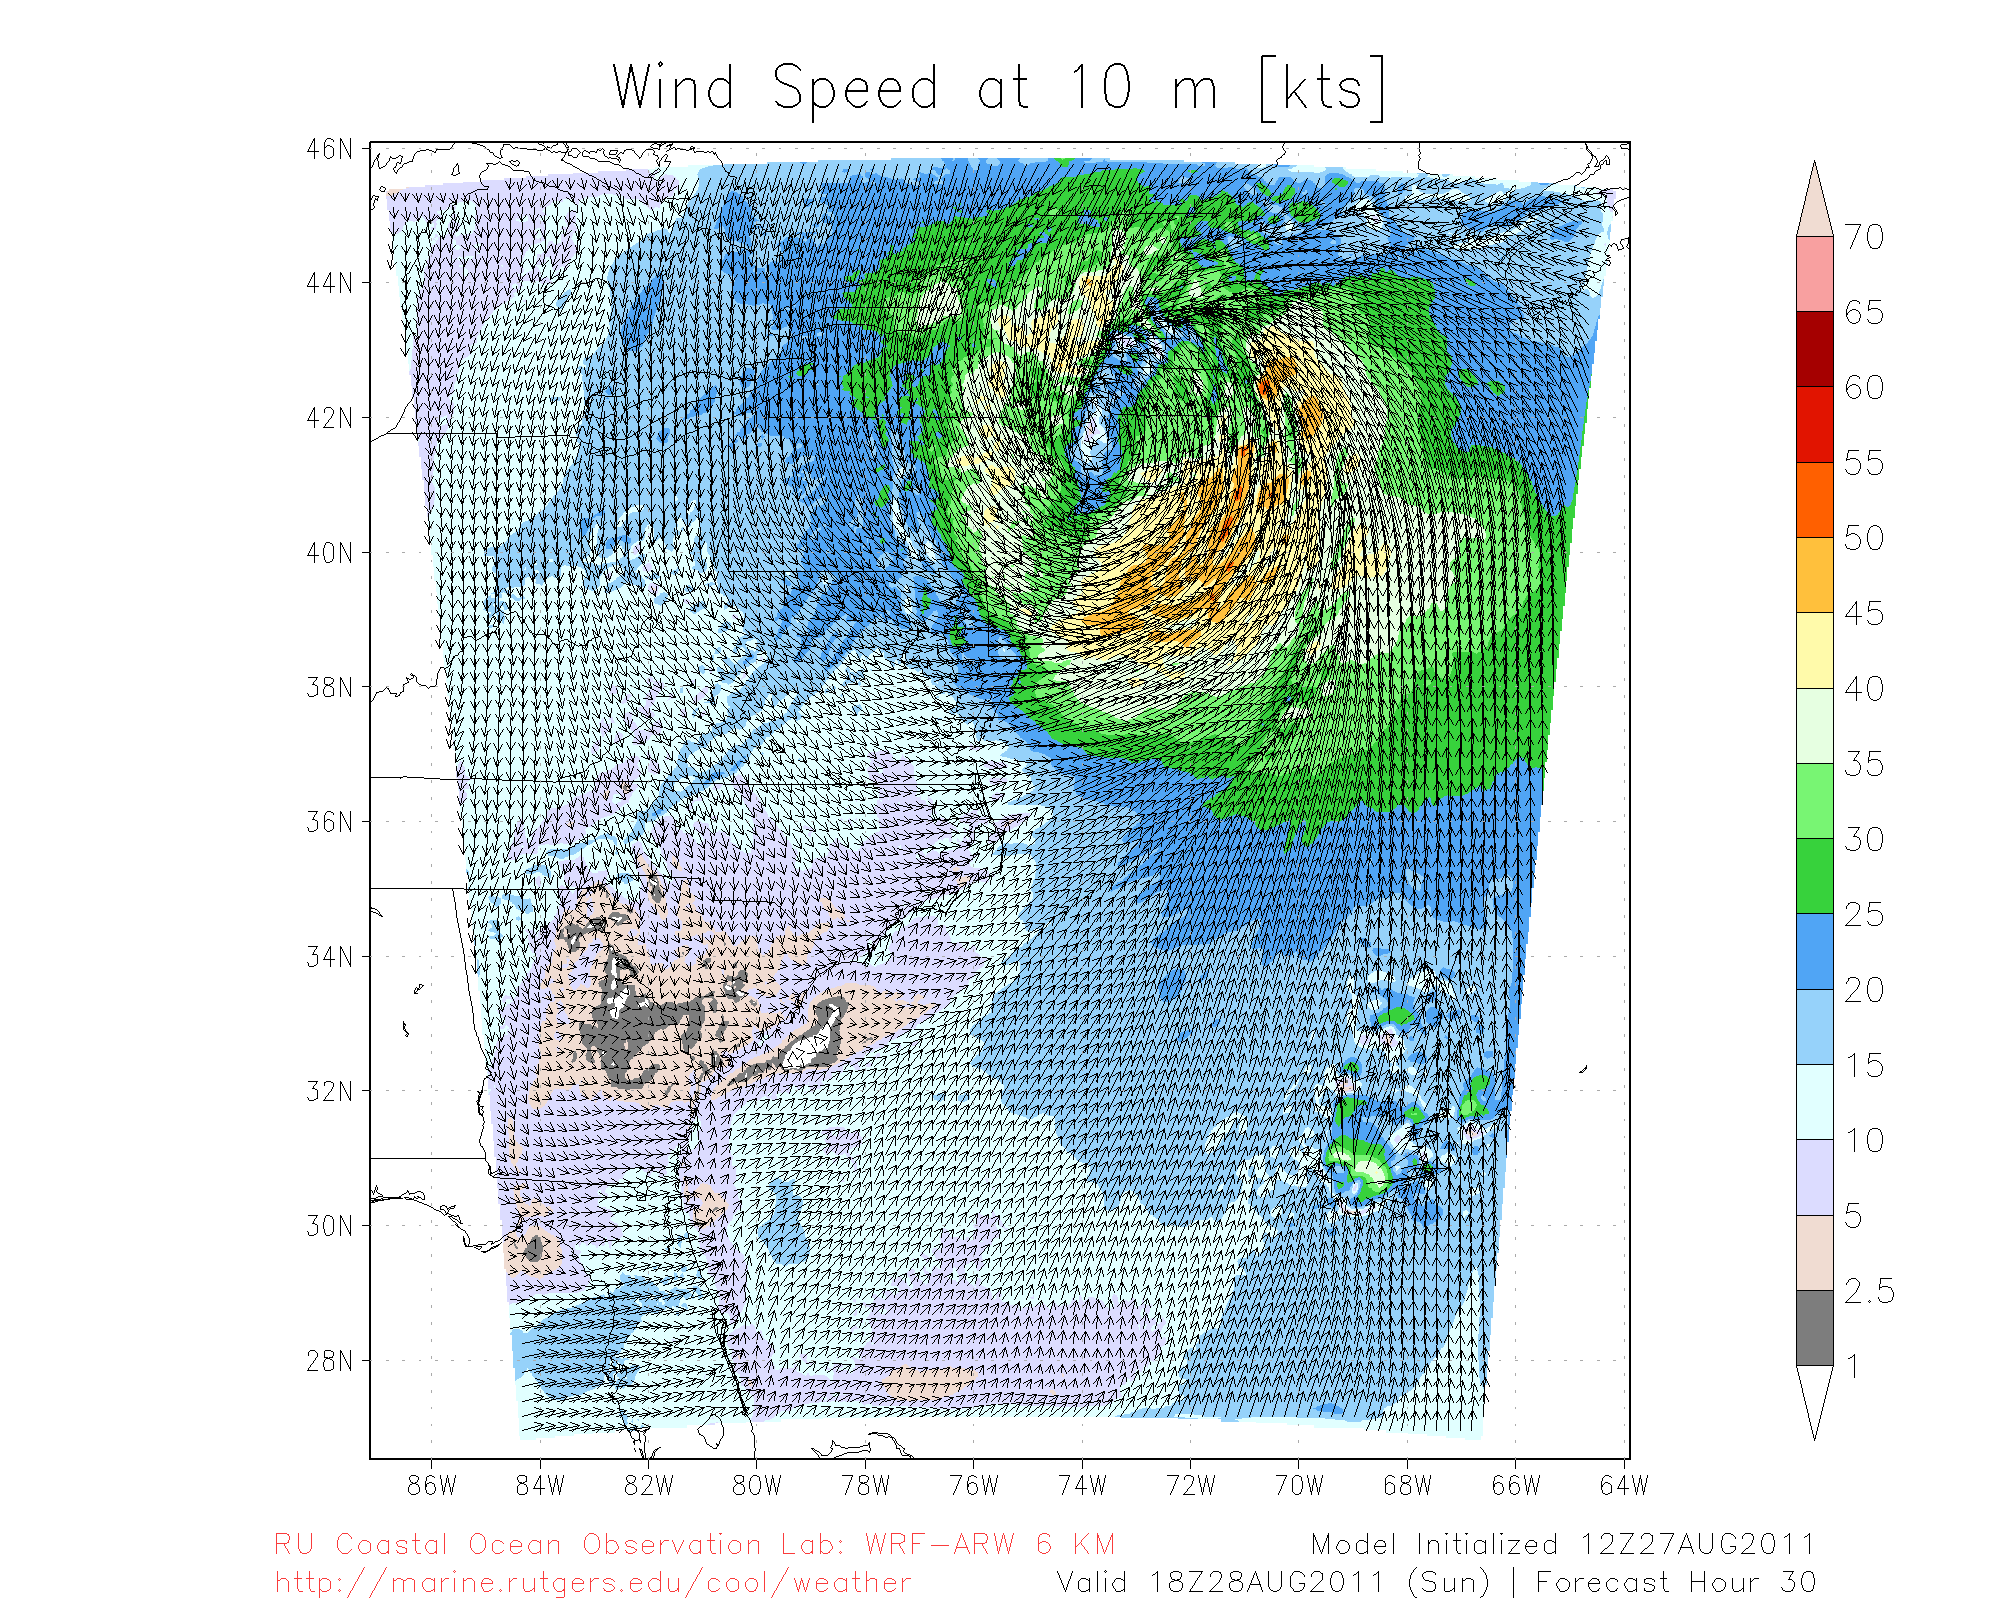 Wind Speed at 10 m [kts]
46N
44N
42N
40N
38N
36N
34N
32N
30N
28N
86W 84W 82W 80W 78W 76W 74W 72W 70W 68W 66W 64W
70
65
60
55
50
45
40
35
30
25
20
15
10
5
2.5
1
RU Coastal Ocean Observation Lab: WRF-ARW 6 KM
http://marine.rutgers.edu/cool/weather
Model Initialized 12Z27AUG2011
Valid 18Z28AUG2011 (Sun) | Forecast Hour 30